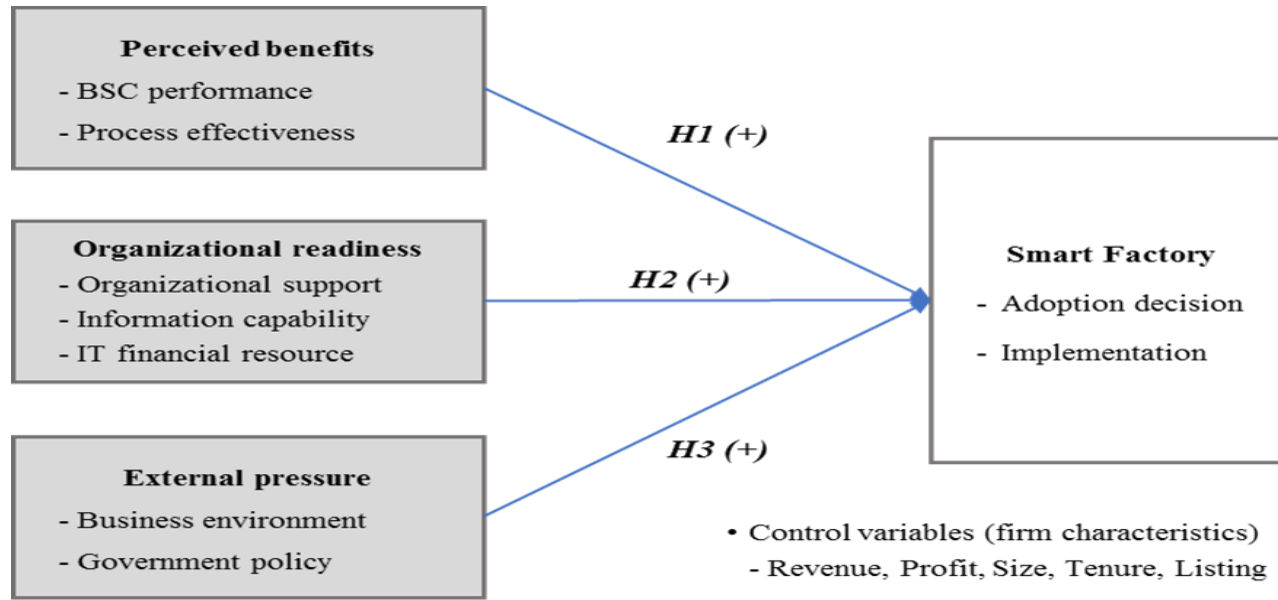 Perceived benefits
- BSC performance
- Process effectiveness
H1 (+)
Organizational readiness
- Organizational support
- Information capability
- IT financial resource
H2 (+)
External pressure
- Business environment
- Government policy
H3 (+)
Smart Factory
- Adoption decision
- Implementation
• Control variables (firm characteristics)
- Revenue, Profit, Size, Tenure, Listing